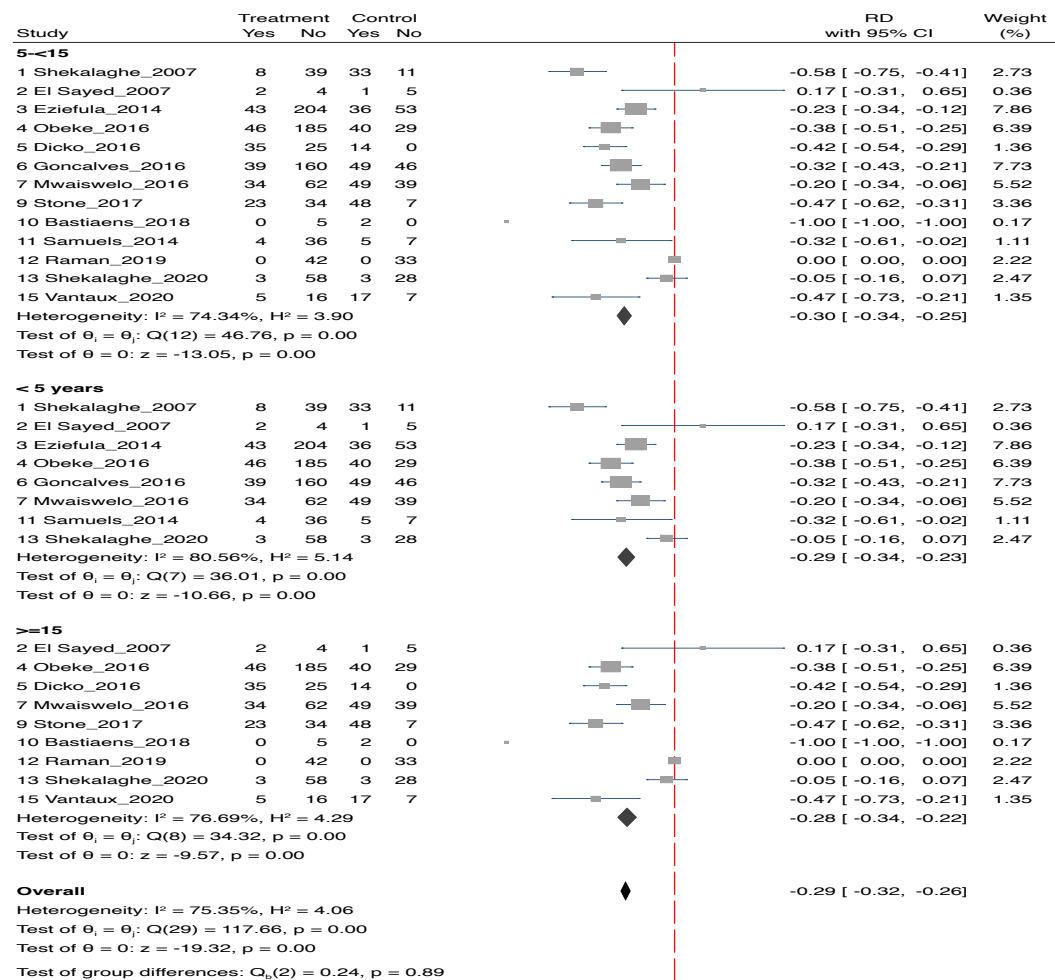 Treatment Control RD Weight
Study Yes No Yes No with 95% CI (%)
5-<15
1 Shekalaghe_2007 8 39 33 11 -0.58 [ -0.75, -0.41] 2.73
2 El Sayed_2007 2 4 1 5 0.17 [ -0.31, 0.65] 0.36
3 Eziefula_2014 43 204 36 53 -0.23 [ -0.34, -0.12] 7.86
4 Obeke_2016 46 185 40 29 -0.38 [ -0.51, -0.25] 6.39
5 Dicko_2016 35 25 14 0 -0.42 [ -0.54, -0.29] 1.36
6 Goncalves_2016 39 160 49 46 -0.32 [ -0.43, -0.21] 7.73
7 Mwaiswelo_2016 34 62 49 39 -0.20 [ -0.34, -0.06] 5.52
9 Stone_2017 23 34 48 7 -0.47 [ -0.62, -0.31] 3.36
10 Bastiaens_2018 0 5 2 0 -1.00 [ -1.00, -1.00] 0.17
11 Samuels_2014 4 36 5 7 -0.32 [ -0.61, -0.02] 1.11
12 Raman_2019 0 42 0 33 0.00 [ 0.00, 0.00] 2.22
13 Shekalaghe_2020 3 58 3 28 -0.05 [ -0.16, 0.07] 2.47
15 Vantaux_2020 5 16 17 7 -0.47 [ -0.73, -0.21] 1.35
Heterogeneity: I² = 74.34%, H² = 3.90 -0.30 [ -0.34, -0.25]
Test of θᵢ = θⱼ: Q(12) = 46.76, p = 0.00
Test of θ = 0: z = -13.05, p = 0.00
< 5 years
1 Shekalaghe_2007 8 39 33 11 -0.58 [ -0.75, -0.41] 2.73
2 El Sayed_2007 2 4 1 5 0.17 [ -0.31, 0.65] 0.36
3 Eziefula_2014 43 204 36 53 -0.23 [ -0.34, -0.12] 7.86
4 Obeke_2016 46 185 40 29 -0.38 [ -0.51, -0.25] 6.39
6 Goncalves_2016 39 160 49 46 -0.32 [ -0.43, -0.21] 7.73
7 Mwaiswelo_2016 34 62 49 39 -0.20 [ -0.34, -0.06] 5.52
11 Samuels_2014 4 36 5 7 -0.32 [ -0.61, -0.02] 1.11
13 Shekalaghe_2020 3 58 3 28 -0.05 [ -0.16, 0.07] 2.47
Heterogeneity: I² = 80.56%, H² = 5.14 -0.29 [ -0.34, -0.23]
Test of θᵢ = θⱼ: Q(7) = 36.01, p = 0.00
Test of θ = 0: z = -10.66, p = 0.00
>=15
2 El Sayed_2007 2 4 1 5 0.17 [ -0.31, 0.65] 0.36
4 Obeke_2016 46 185 40 29 -0.38 [ -0.51, -0.25] 6.39
5 Dicko_2016 35 25 14 0 -0.42 [ -0.54, -0.29] 1.36
7 Mwaiswelo_2016 34 62 49 39 -0.20 [ -0.34, -0.06] 5.52
9 Stone_2017 23 34 48 7 -0.47 [ -0.62, -0.31] 3.36
10 Bastiaens_2018 0 5 2 0 -1.00 [ -1.00, -1.00] 0.17
12 Raman_2019 0 42 0 33 0.00 [ 0.00, 0.00] 2.22
13 Shekalaghe_2020 3 58 3 28 -0.05 [ -0.16, 0.07] 2.47
15 Vantaux_2020 5 16 17 7 -0.47 [ -0.73, -0.21] 1.35
Heterogeneity: I² = 76.69%, H² = 4.29 -0.28 [ -0.34, -0.22]
Test of θᵢ = θⱼ: Q(8) = 34.32, p = 0.00
Test of θ = 0: z = -9.57, p = 0.00
Overall -0.29 [ -0.32, -0.26]
Heterogeneity: I² = 75.35%, H² = 4.06
Test of θᵢ = θⱼ: Q(29) = 117.66, p = 0.00
Test of θ = 0: z = -19.32, p = 0.00
Test of group differences: Q_b(2) = 0.24, p = 0.89